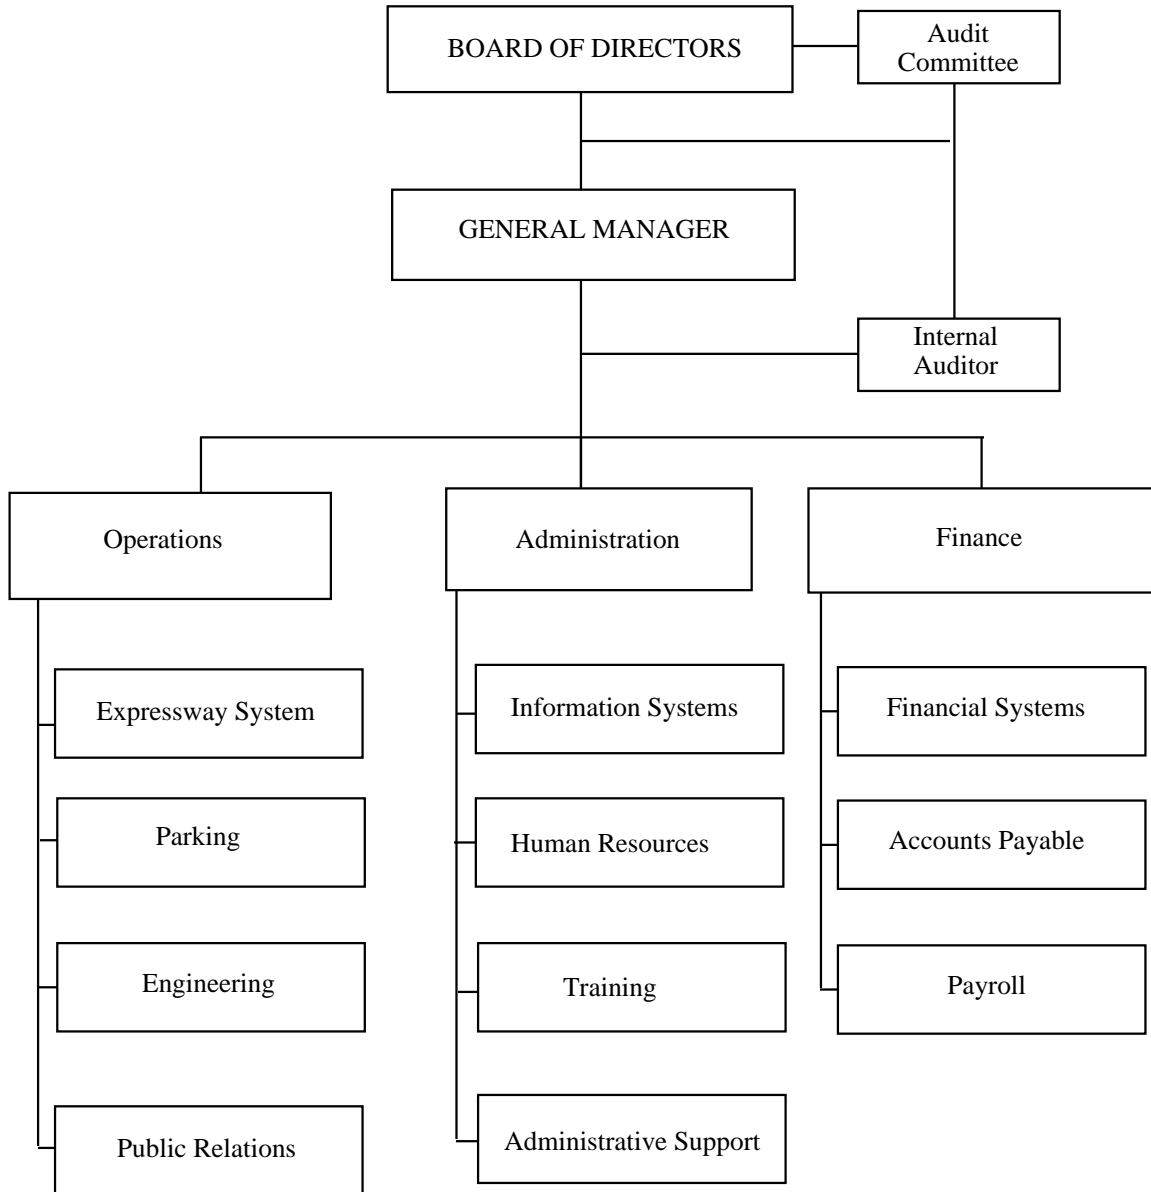 BOARD OF DIRECTORS
Audit
Committee
GENERAL MANAGER
Internal
Auditor
Operations
Administration
Finance
Expressway System
Information Systems
Financial Systems
Parking
Human Resources
Accounts Payable
Engineering
Training
Payroll
Public Relations
Administrative Support